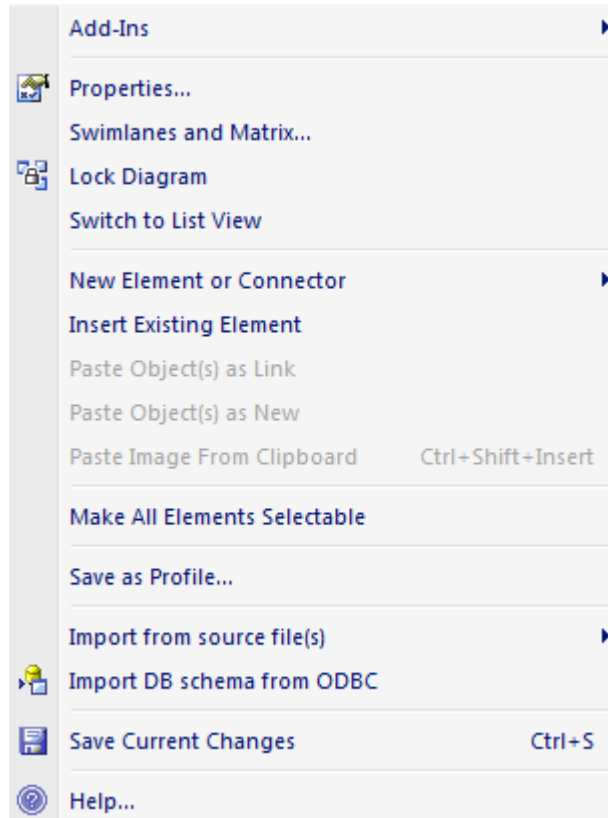 Add-Ins
Properties...
Swimlanes and Matrix...
Lock Diagram
Switch to List View
New Element or Connector
Insert Existing Element
Paste Object(s) as Link
Paste Object(s) as New
Paste Image From Clipboard Ctrl+Shift+Insert
Make All Elements Selectable
Save as Profile...
Import from source file(s)
Import DB schema from ODBC
Save Current Changes Ctrl+S
Help...